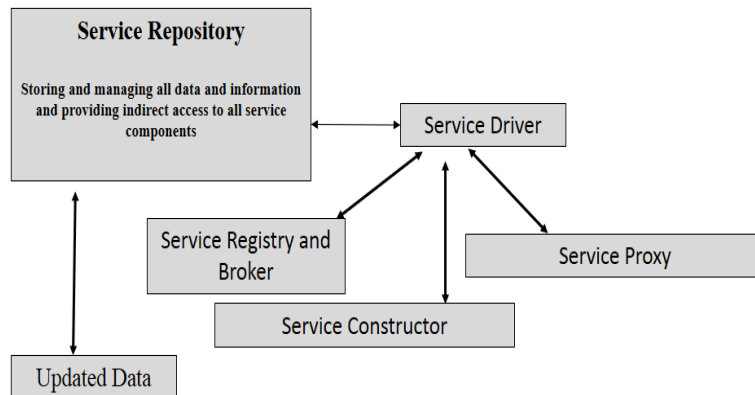 Service Repository
Storing and managing all data and information
and providing indirect access to all service
components
Service Driver
Service Registry and
Broker
Service Proxy
Service Constructor
Updated Data